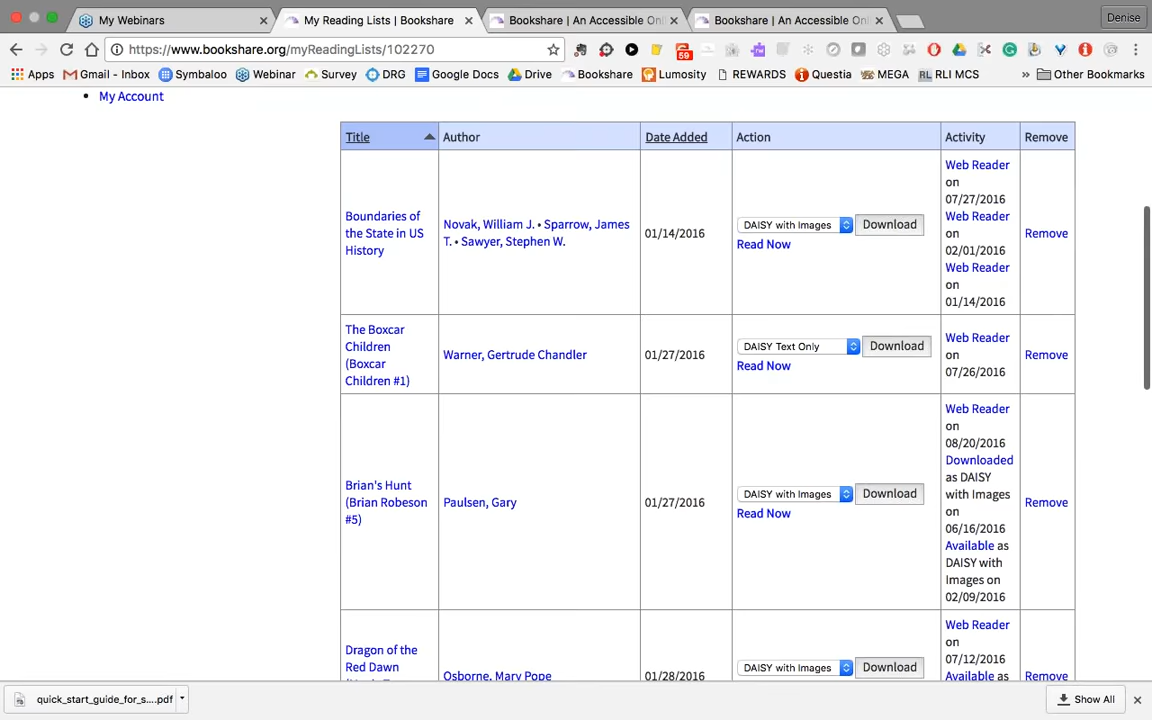 My Webinars
My Reading Lists | Bookshare
Bookshare | An Accessible Onl
Bookshare | An Accessible Onl
Denise
https://www.bookshare.org/myReadingLists/102270
59
Apps
Gmail - Inbox
Symbaloo
Webinar
Survey
DRG
Google Docs
Drive
Bookshare
Lumosity
REWARDS
Questia
MEGA
RL RLI MCS
»
Other Bookmarks
• My Account
Title
Author
Date Added
Action
Activity
Remove
Boundaries of
the State in US
History
Novak, William J. • Sparrow, James
T. • Sawyer, Stephen W.
01/14/2016
DAISY with Images
Download
Read Now
Web Reader
on
07/27/2016
Web Reader
on
02/01/2016
Web Reader
on
01/14/2016
Remove
The Boxcar
Children
(Boxcar
Children #1)
Warner, Gertrude Chandler
01/27/2016
DAISY Text Only
Download
Read Now
Web Reader
on
07/26/2016
Remove
Brian's Hunt
(Brian Robeson
#5)
Paulsen, Gary
01/27/2016
DAISY with Images
Download
Read Now
Web Reader
on
08/20/2016
Downloaded
as DAISY
with Images
on
06/16/2016
Available as
DAISY with
Images on
02/09/2016
Remove
Dragon of the
Red Dawn
Osborne, Mary Pope
01/28/2016
DAISY with Images
Download
Web Reader
on
07/12/2016
Available as
Remove
quick_start_guide_for_s....pdf
Show All